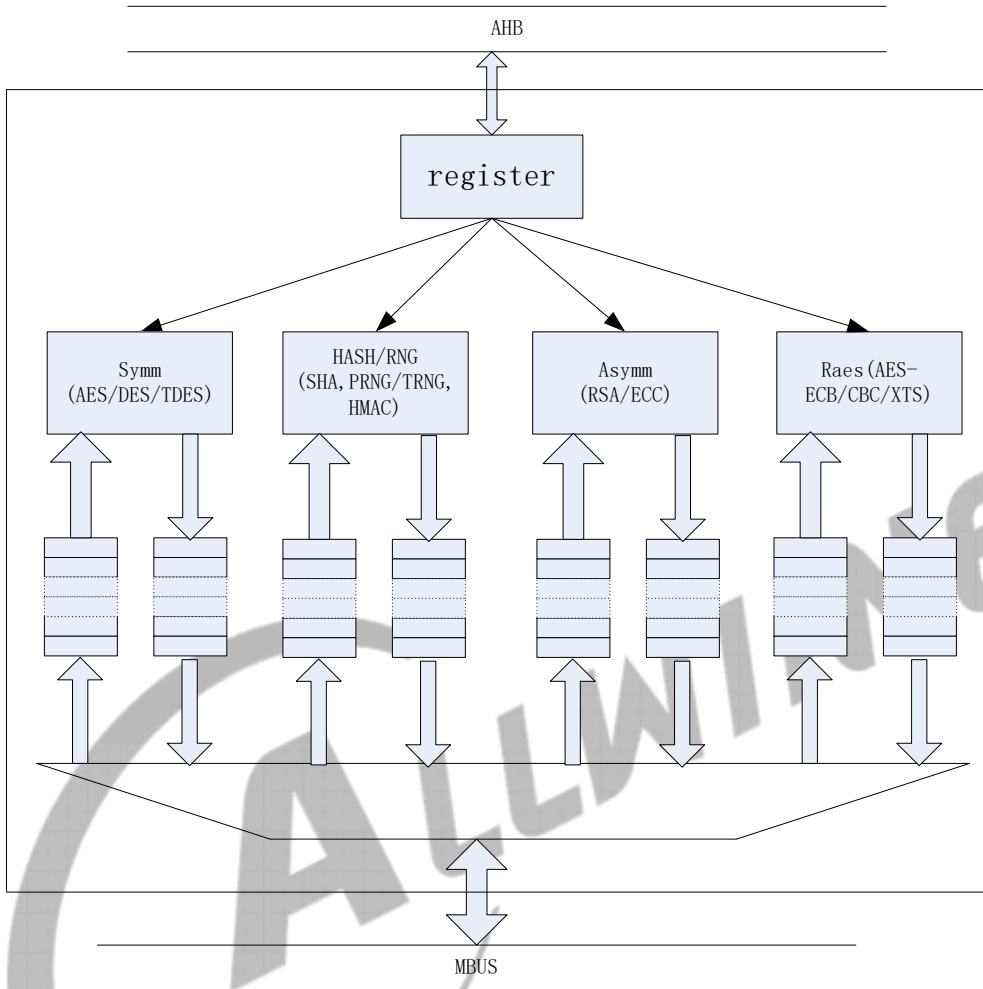 AHB
register
Symm
(AES/DES/TDES)
HASH/RNG
(SHA, PRNG/TRNG,
HMAC)
Asymm
(RSA/ECC)
Raes(AES-
ECB/CBC/XTS)
MBUS